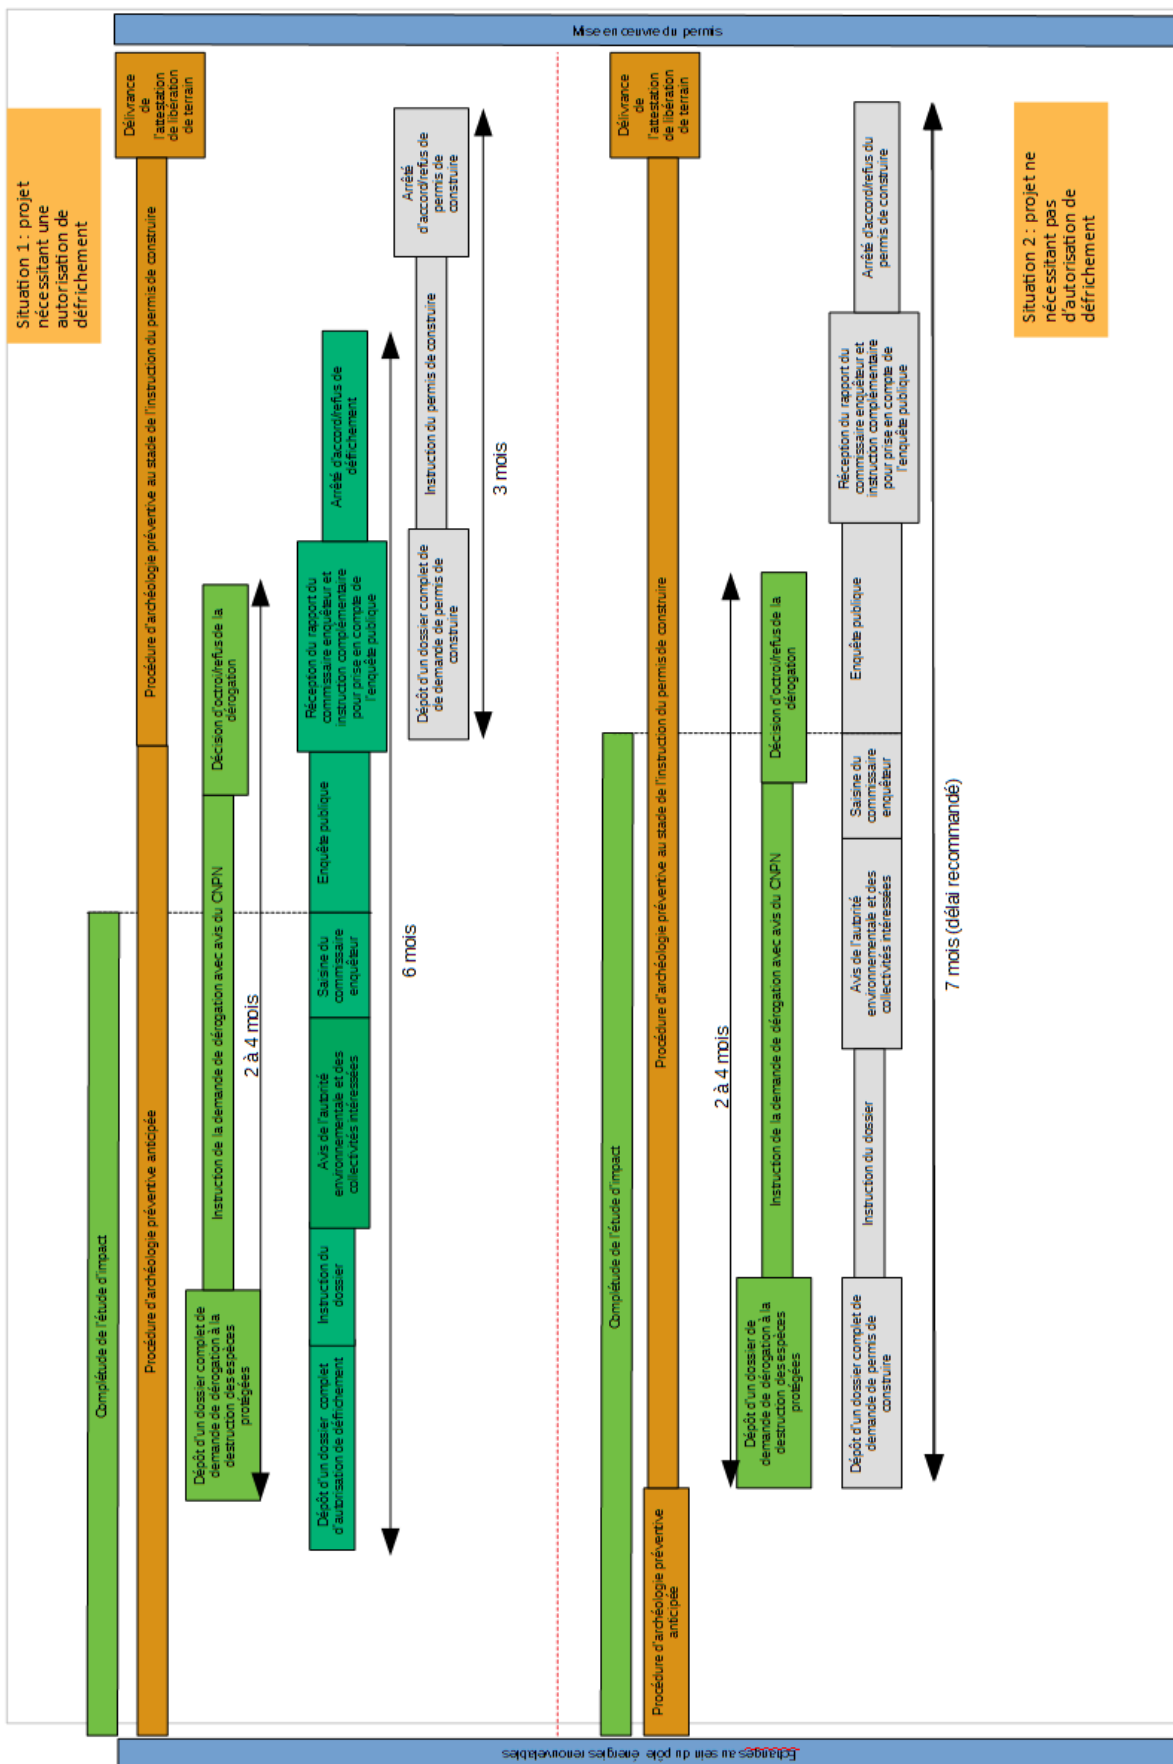 Mise en œuvre du permis
Situation 1 : projet
nécessitant une
autorisation de
défrichement
Complétude de l'étude d'impact
Procédure d'archéologie préventive anticipée
Procédure d'archéologie préventive au stade de l'instruction du permis de construire
Délivrance
de
l'attestation
de libération
de terrain
Dépôt d'un dossier complet de
demande de dérogation à la
destruction des espèces
protégées
Instruction de la demande de dérogation avec avis du CNPN
Décision d'octroi/refus de la
dérogation
2 à 4 mois
Dépôt d'un dossier complet
d'autorisation de défrichement
Instruction du
dossier
Avis de l'autorité
environnementale et des
collectivités intéressées
Saisine du
commissaire
enquêteur
Enquête publique
Réception du rapport du
commissaire enquêteur et
instruction complémentaire
pour prise en compte de
l'enquête publique
Arrêté d'accord/refus de
défrichement
6 mois
Dépôt d'un dossier complet de
de demande de permis de
construire
Instruction du permis de construire
Arrêté
d'accord/refus de
permis de
construire
3 mois
Complétude de l'étude d'impact
Procédure d'archéologie préventive
anticipée
Procédure d'archéologie préventive au stade de l'instruction du permis de construire
Délivrance
de
l'attestation
de libération
de terrain
2 à 4 mois
Dépôt d'un dossier de
demande de dérogation à la
destruction des espèces
protégées
Instruction de la demande de dérogation avec avis du CNPN
Décision d'octroi/refus de la
dérogation
Dépôt d'un dossier complet de
demande de permis de
construire
Instruction du dossier
Avis de l'autorité
environnementale et des
collectivités intéressées
Saisine du
commissaire
enquêteur
Enquête publique
Réception du rapport du
commissaire enquêteur et
instruction complémentaire
pour prise en compte de
l'enquête publique
Arrêté d'accord/refus du
permis de construire
7 mois (délai recommandé)
Situation 2 : projet ne
nécessitant pas
d'autorisation de
défrichement
Echanges au sein du pôle énergies renouvelables